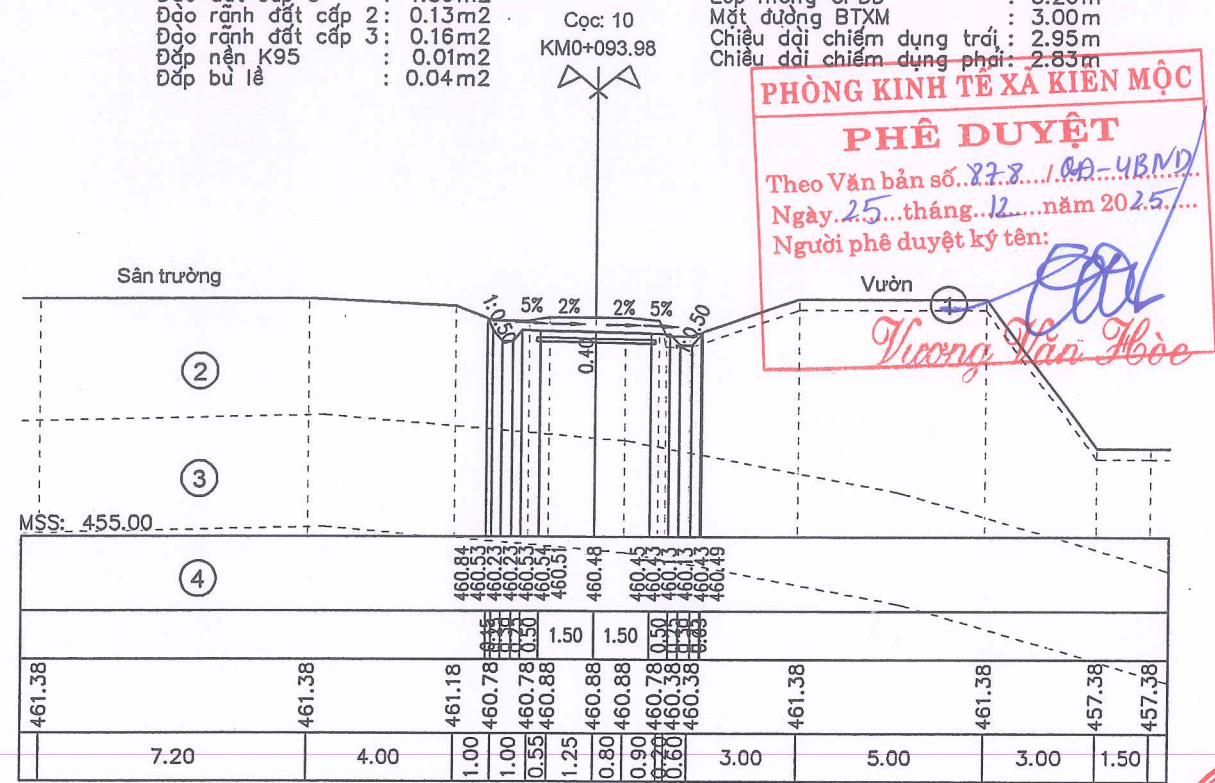 Đào rãnh đất cấp 2: 0.13m2
Đào rãnh đất cấp 3: 0.16m2
Đắp nền K95 : 0.01m2
Đắp bù lề : 0.04m2
Cọc: 10
KM0+093.98
Mặt đường BTXM : 3.00m
Chiều dài chiếm dụng trái : 2.95m
Chiều dài chiếm dụng phải : 2.83m
PHÒNG KINH TẾ XÃ KIÊN MỘC
PHÊ DUYỆT
Theo Văn bản số 878 / QĐ-UBND
Ngày 25 tháng 12 năm 2025
Người phê duyệt ký tên:
Vương Văn Hòe
Sân trường
Vườn
1
1:0.50
5% 2% 2% 5%
0.50
0.40
2
3
MSS: 455.00
4
460.84 460.53 460.23 460.23 460.53 460.54 460.51 460.48 460.45 460.43 460.13 460.13 460.43 460.49
0.50 1.50 1.50 0.50
461.38 461.38 461.18 460.78 460.78 460.88 460.88 460.88 460.78 460.38 460.38 461.38 461.38 457.38 457.38
7.20 4.00 1.00 1.00 0.55 1.25 0.80 0.90 0.20 0.60 3.00 5.00 3.00 1.50